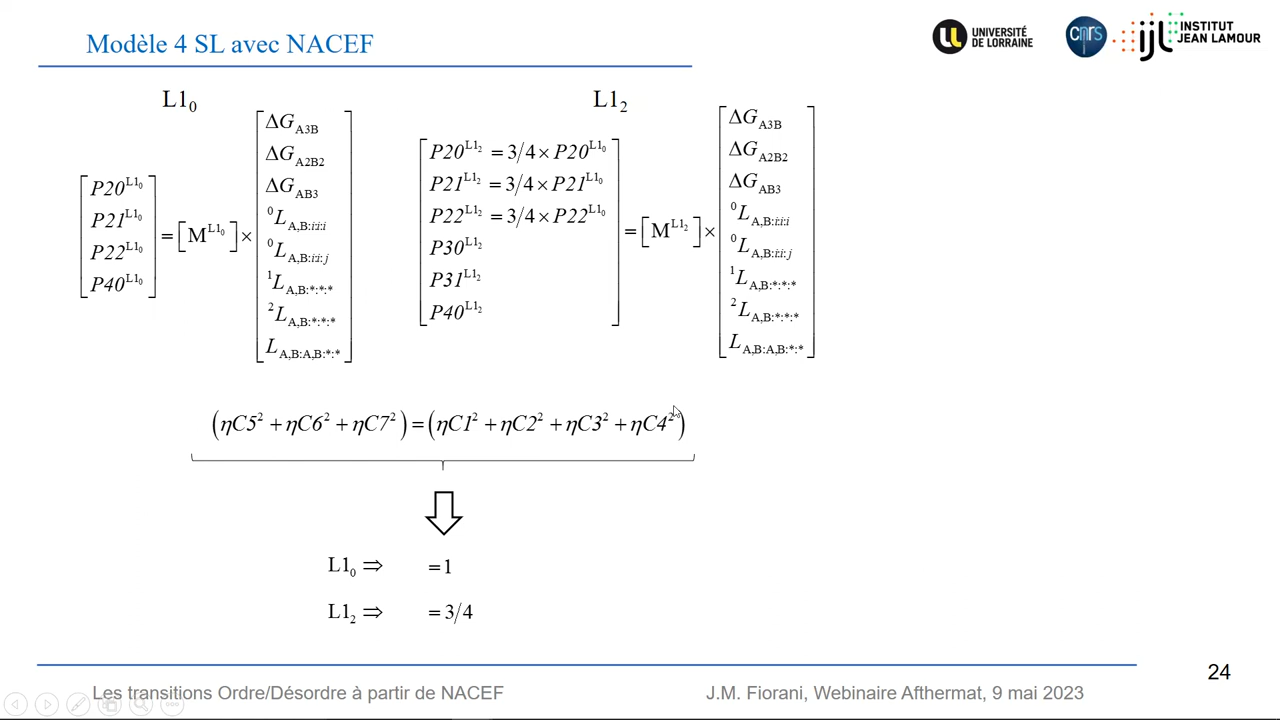 Modèle 4 SL avec NACEF
UNIVERSITÉ
DE LORRAINE
cnrs
ijl INSTITUT
JEAN LAMOUR
L1₀
[P20^L1₀
P21^L1₀
P22^L1₀
P40^L1₀] = [M^L1₀] ×
[ΔG_A3B
ΔG_A2B2
ΔG_AB3
⁰L_A,B:i:i:i
⁰L_A,B:i:i:j
¹L_A,B:*:*:*
²L_A,B:*:*:*
L_A,B:A,B:*:*]
L1₂
[P20^L1₂ = 3/4 × P20^L1₀
P21^L1₂ = 3/4 × P21^L1₀
P22^L1₂ = 3/4 × P22^L1₀
P30^L1₂
P31^L1₂
P40^L1₂] = [M^L1₂] ×
[ΔG_A3B
ΔG_A2B2
ΔG_AB3
⁰L_A,B:i:i:i
⁰L_A,B:i:i:j
¹L_A,B:*:*:*
²L_A,B:*:*:*
L_A,B:A,B:*:*]
(ηC5² + ηC6² + ηC7²) = (ηC1² + ηC2² + ηC3² + ηC4²)
L1₀ ⇒ = 1
L1₂ ⇒ = 3/4
24
Les transitions Ordre/Désordre à partir de NACEF
J.M. Fiorani, Webinaire Afthermat, 9 mai 2023